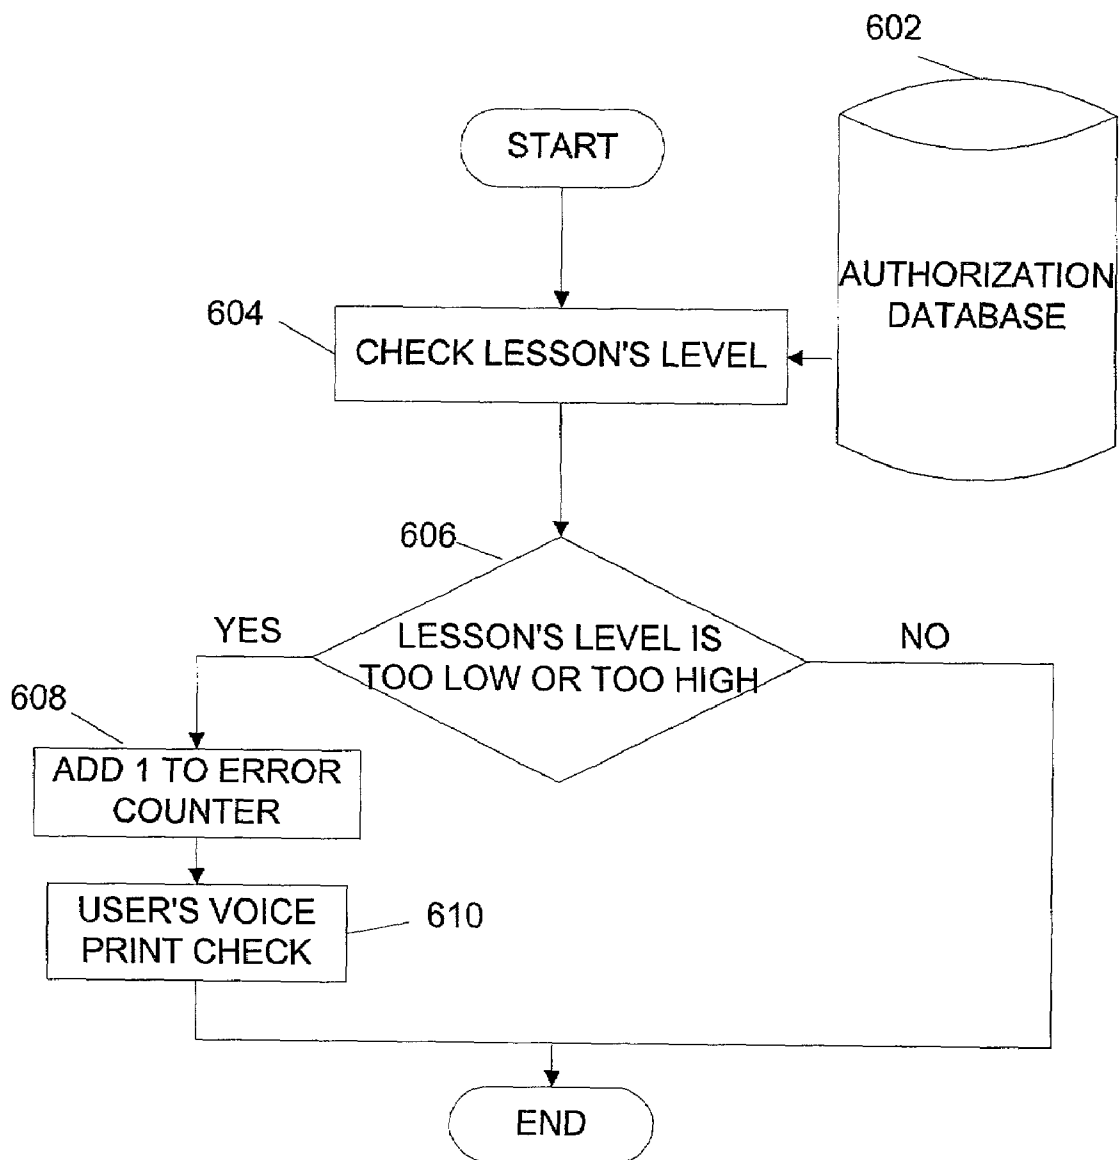 602
START
AUTHORIZATION
DATABASE
604
CHECK LESSON'S LEVEL
606
YES
LESSON'S LEVEL IS
TOO LOW OR TOO HIGH
NO
608
ADD 1 TO ERROR
COUNTER
USER'S VOICE
PRINT CHECK
610
END